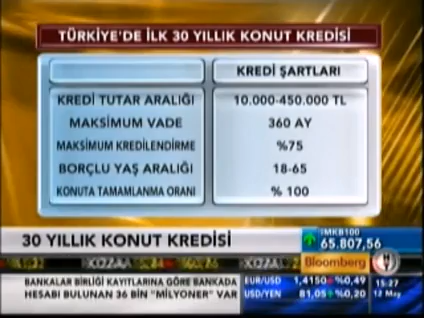 TÜRKİYE'DE İLK 30 YILLIK KONUT KREDİSİ
KREDİ ŞARTLARI
KREDİ TUTAR ARALIĞI 10.000-450.000 TL
MAKSİMUM VADE 360 AY
MAKSİMUM KREDİLENDİRME %75
BORÇLU YAŞ ARALIĞI 18-65
KONUTA TAMAMLANMA ORANI % 100
30 YILLIK KONUT KREDİSİ
IMKB100
65.807,56
Bloomberg
BANKALAR BİRLİĞİ KAYITLARINA GÖRE BANKADA
HESABI BULUNAN 36 BİN "MİLYONER" VAR
EUR/USD 1,4150 %0,49
USD/YEN 81,05 %0,20
15:27
12 May